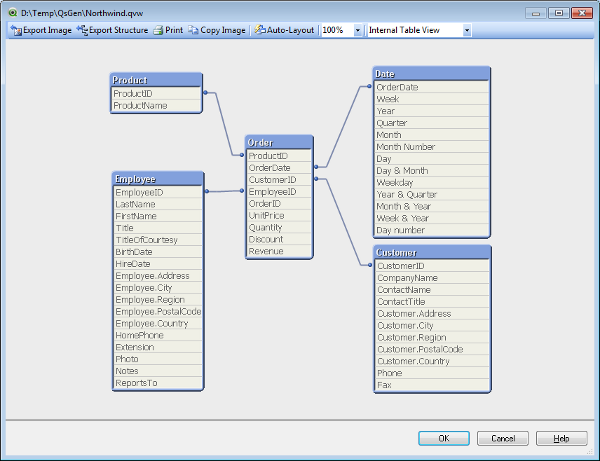 D:\Temp\QsGen\Northwind.qvw
Export Image Export Structure Print Copy Image Auto-Layout 100% Internal Table View
Product
ProductID
ProductName
Employee
EmployeeID
LastName
FirstName
Title
TitleOfCourtesy
BirthDate
HireDate
Employee.Address
Employee.City
Employee.Region
Employee.PostalCode
Employee.Country
HomePhone
Extension
Photo
Notes
ReportsTo
Order
ProductID
OrderDate
CustomerID
EmployeeID
OrderID
UnitPrice
Quantity
Discount
Revenue
Date
OrderDate
Week
Year
Quarter
Month
Month Number
Day
Day & Month
Weekday
Year & Quarter
Month & Year
Week & Year
Day number
Customer
CustomerID
CompanyName
ContactName
ContactTitle
Customer.Address
Customer.City
Customer.Region
Customer.PostalCode
Customer.Country
Phone
Fax
OK Cancel Help